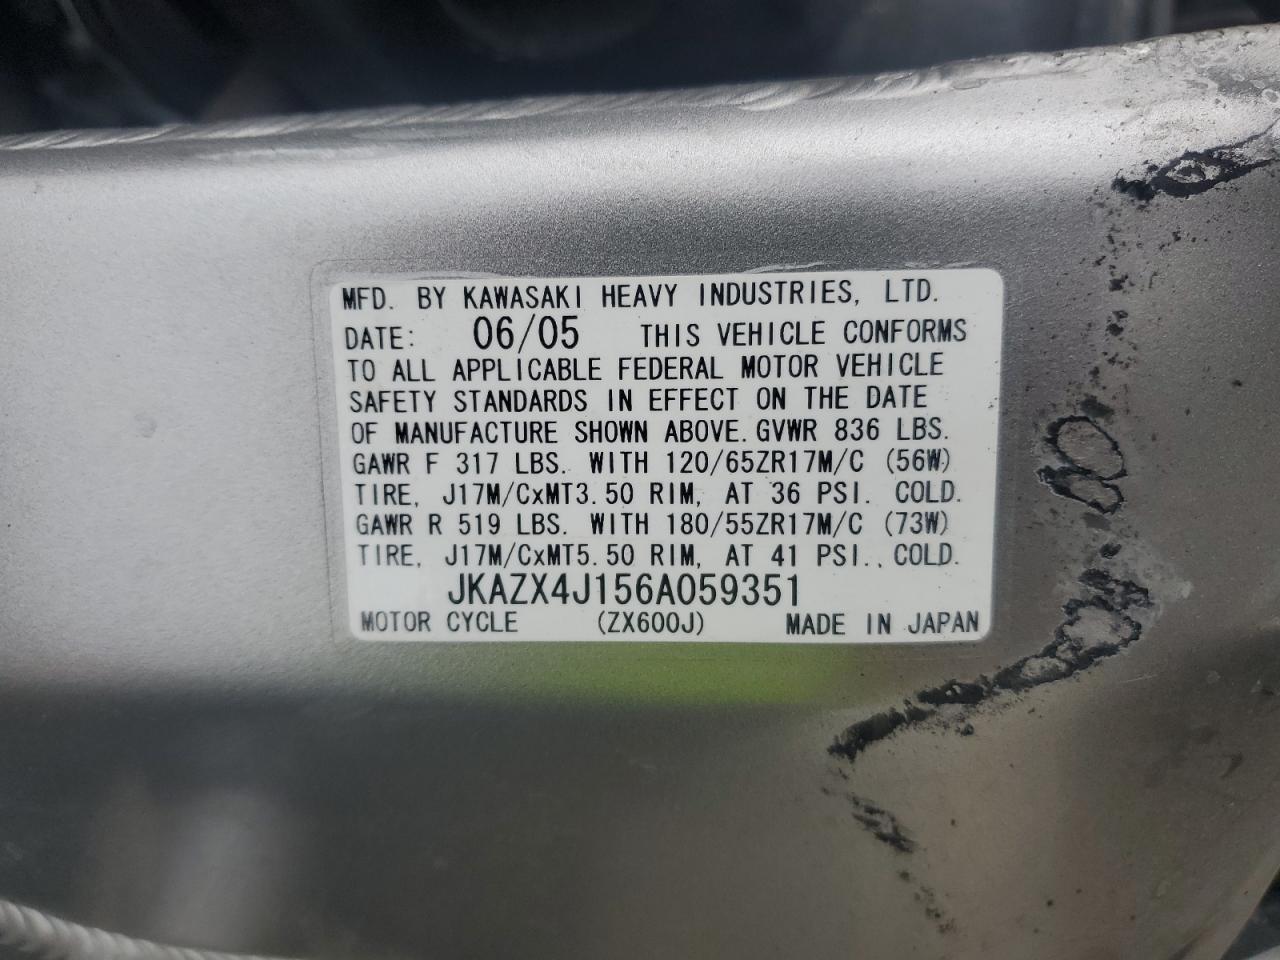 MFD. BY KAWASAKI HEAVY INDUSTRIES, LTD.
DATE: 06/05 THIS VEHICLE CONFORMS
TO ALL APPLICABLE FEDERAL MOTOR VEHICLE
SAFETY STANDARDS IN EFFECT ON THE DATE
OF MANUFACTURE SHOWN ABOVE. GVWR 836 LBS.
GAWR F 317 LBS. WITH 120/65ZR17M/C (56W)
TIRE, J17M/CxMT3.50 RIM, AT 36 PSI. COLD.
GAWR R 519 LBS. WITH 180/55ZR17M/C (73W)
TIRE, J17M/CxMT5.50 RIM, AT 41 PSI., COLD.
JKAZX4J156A059351
MOTOR CYCLE (ZX600J) MADE IN JAPAN